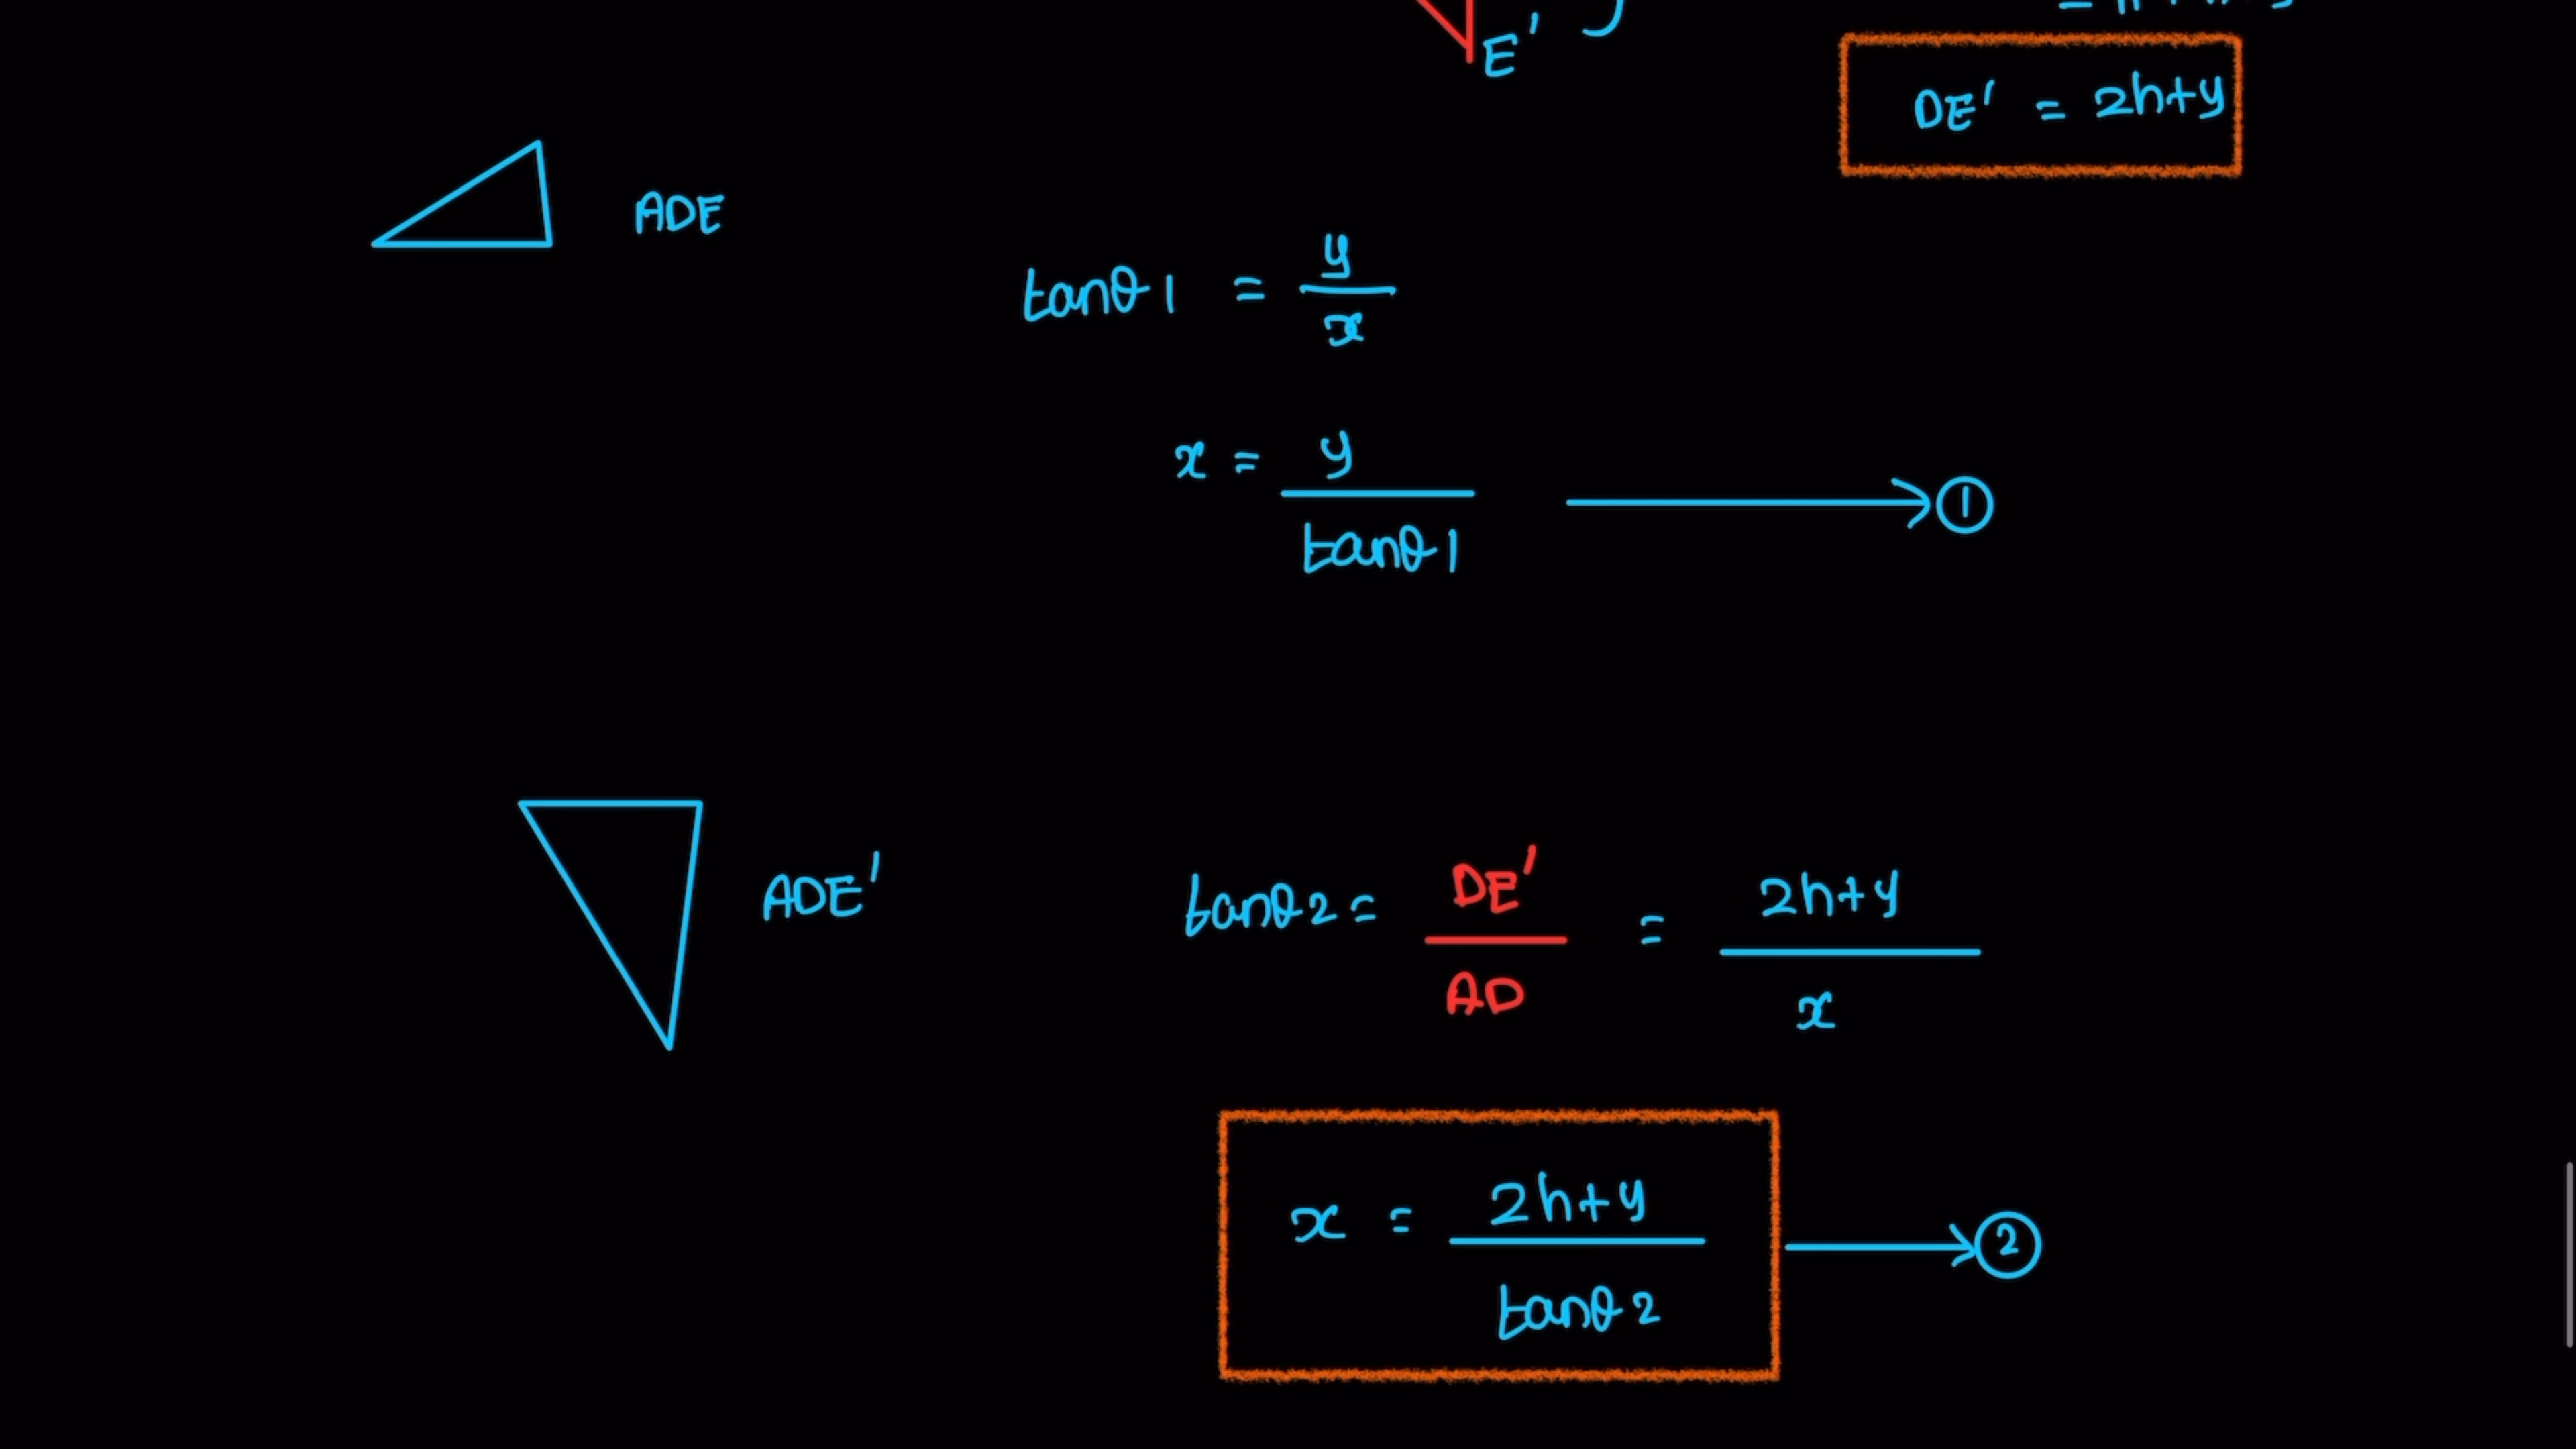 E'
DE' = 2h+y
ADE
tanθ1 = y/x
x = y/tanθ1 → ①
ADE'
tanθ2 = DE'/AD = 2h+y/x
x = 2h+y/tanθ2 → ②